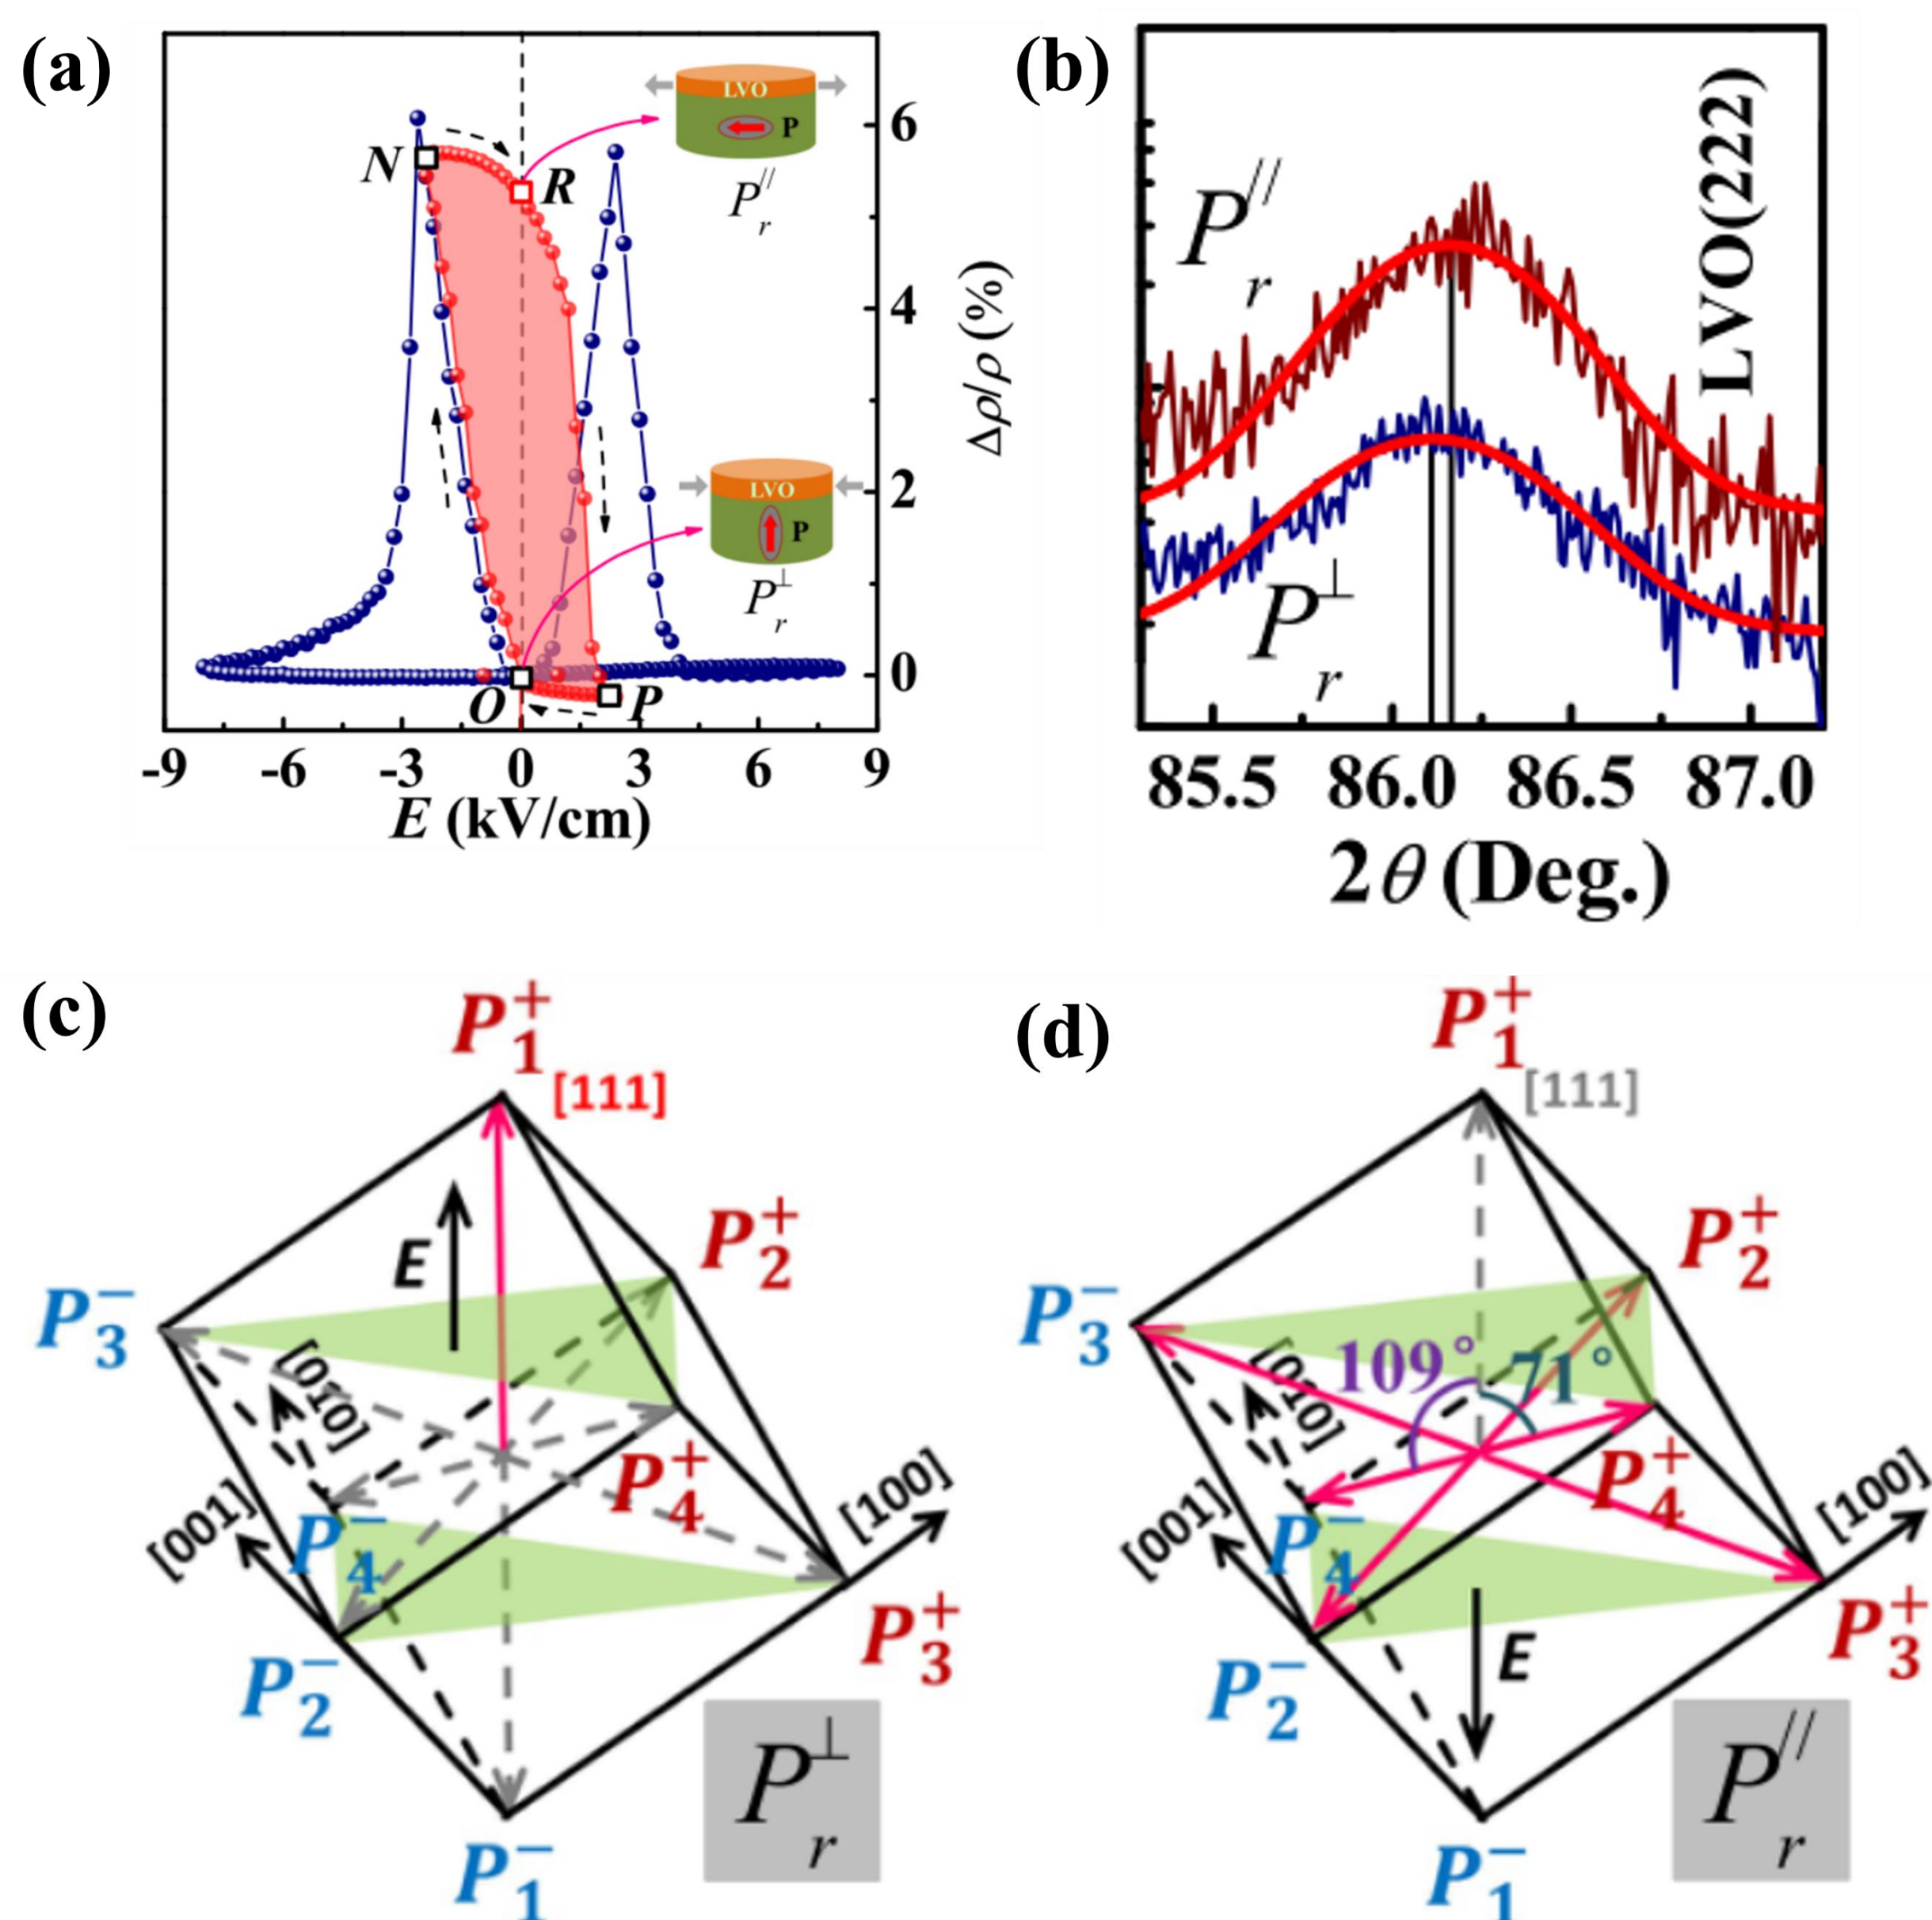 (a)
N
R
O
P
LVO
P
P_r^{//}
LVO
P
P_r^⊥
6
4
2
0
Δρ/ρ (%)
-9 -6 -3 0 3 6 9
E (kV/cm)
(b)
P_r^{//}
P_r^⊥
LVO(222)
85.5 86.0 86.5 87.0
2θ (Deg.)
(c)
P_1^+
[111]
E
P_2^+
P_3^-
[010]
P_4^+
[100]
[001]
P_4^-
P_3^+
P_2^-
P_r^⊥
P_1^-
(d)
P_1^+
[111]
P_2^+
P_3^-
109°
71°
[010]
P_4^+
[100]
[001]
P_4^-
P_3^+
E
P_2^-
P_r^{//}
P_1^-